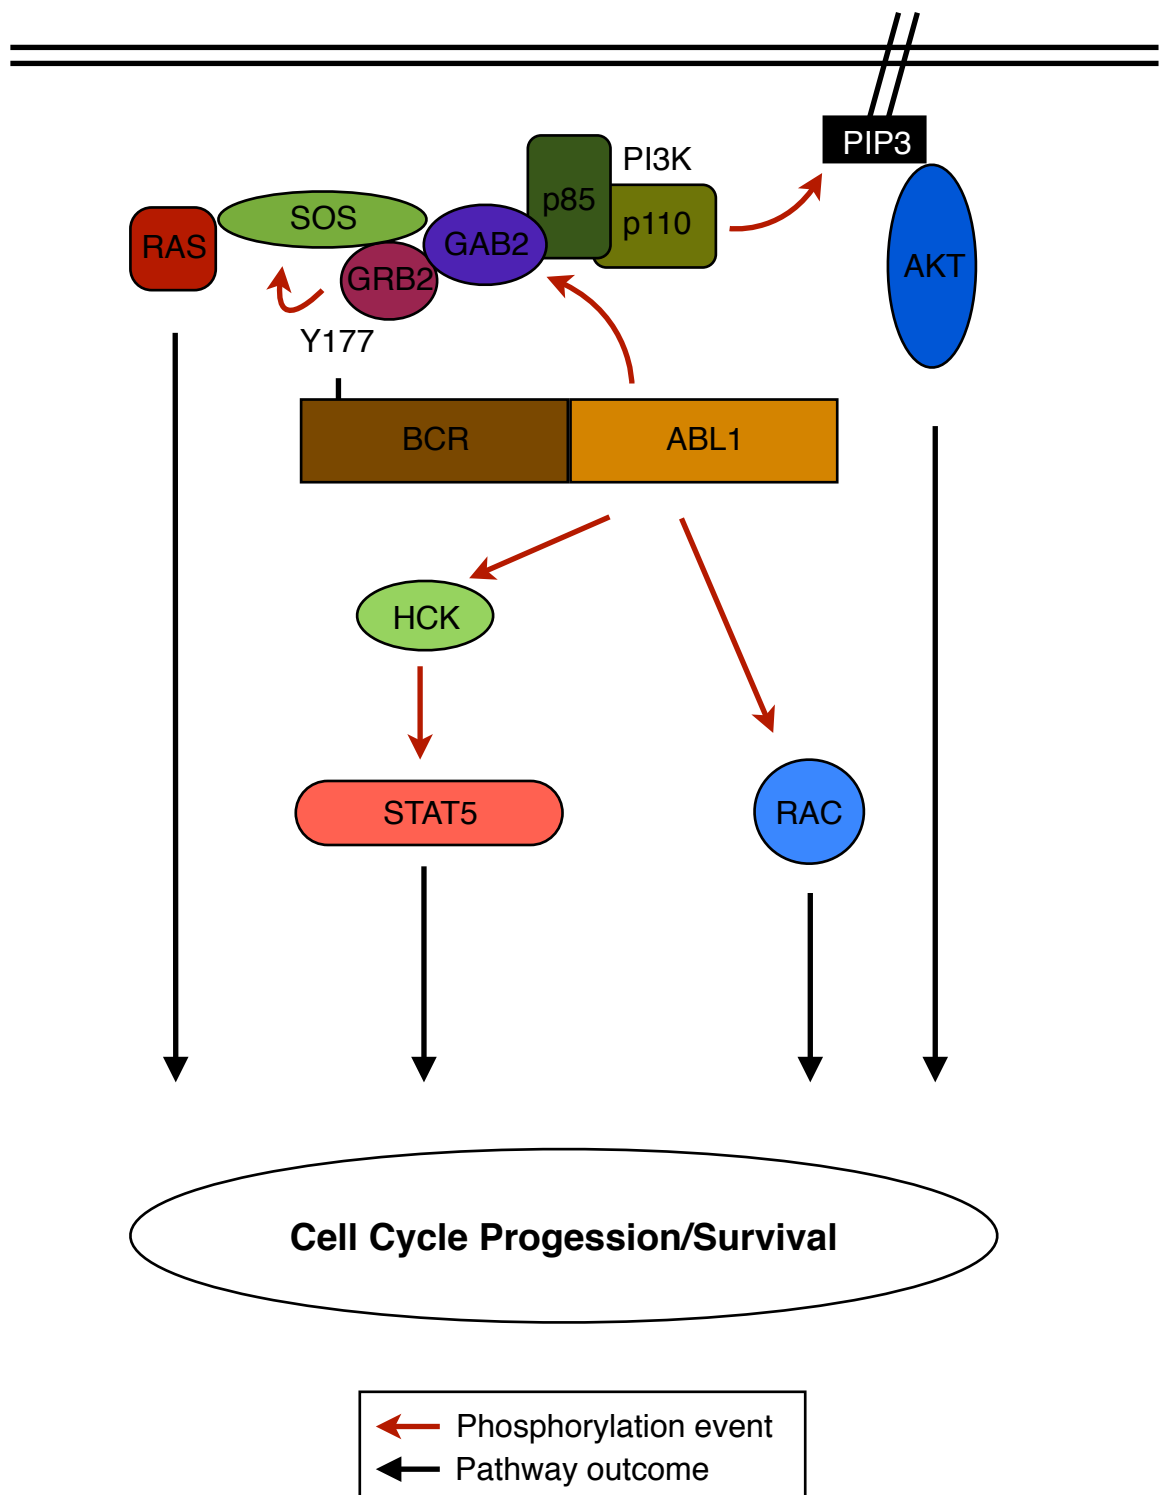 PIP3
PI3K
p85
p110
SOS
RAS
GAB2
GRB2
AKT
Y177
BCR
ABL1
HCK
STAT5
RAC
Cell Cycle Progession/Survival
Phosphorylation event
Pathway outcome